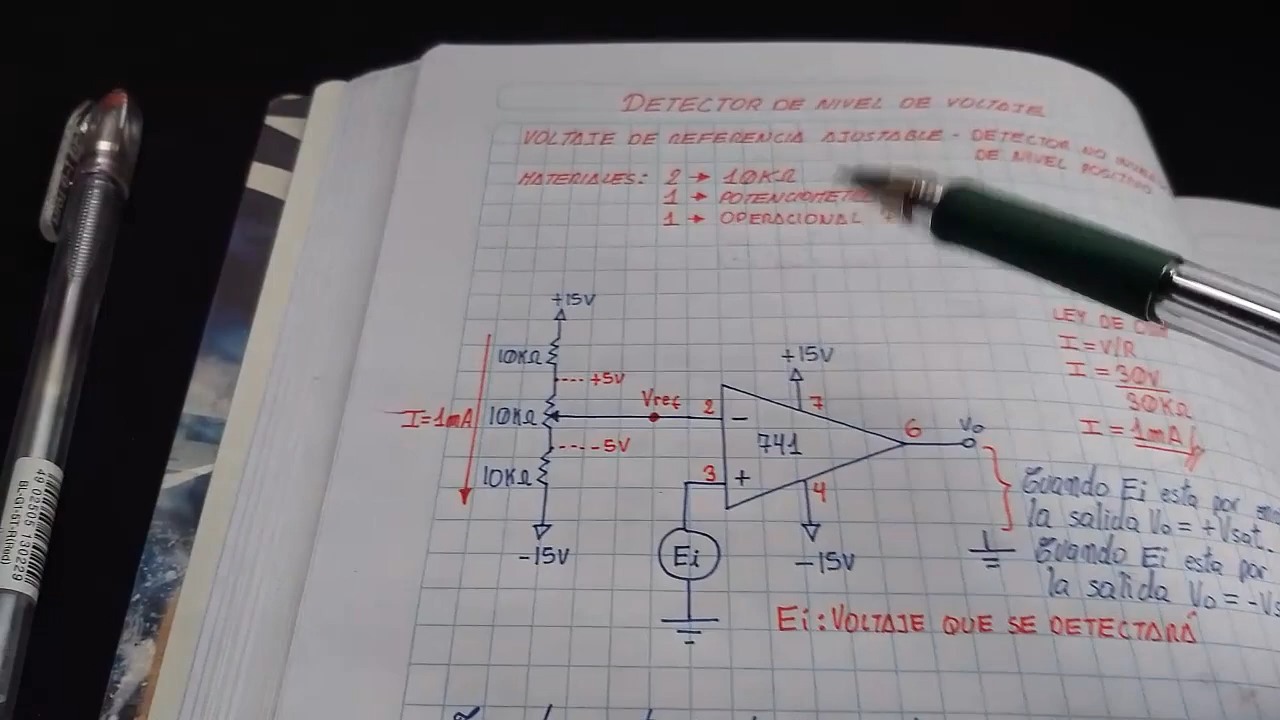 DETECTOR DE NIVEL DE VOLTAJE
VOLTAJE DE REFERENCIA AJUSTABLE - DETECTOR NO
DE NIVEL POSITIVO
MATERIALES: 2 → 10KΩ
1 →
1 → OPERACIONAL
+15V
10KΩ
+5V
I=1mA
10KΩ
Vref
-5V
10KΩ
-15V
+15V
2
-
7
741
6
Vo
3
+
4
-15V
Ei
LEY DE
I = V/R
I = 30V
30KΩ
I = 1mA
Cuando Ei esta por
la salida Vo = +Vsat.
Cuando Ei esta por
la salida Vo =
Ei: VOLTAJE QUE SE DETECTARÁ
49 02505 130229